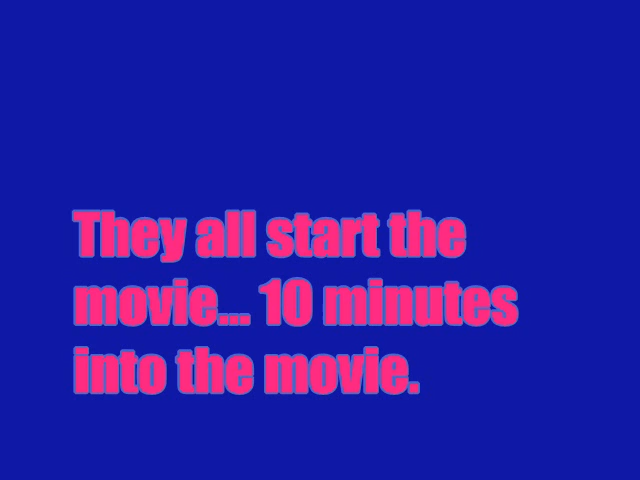 They all start the
movie... 10 minutes
into the movie.